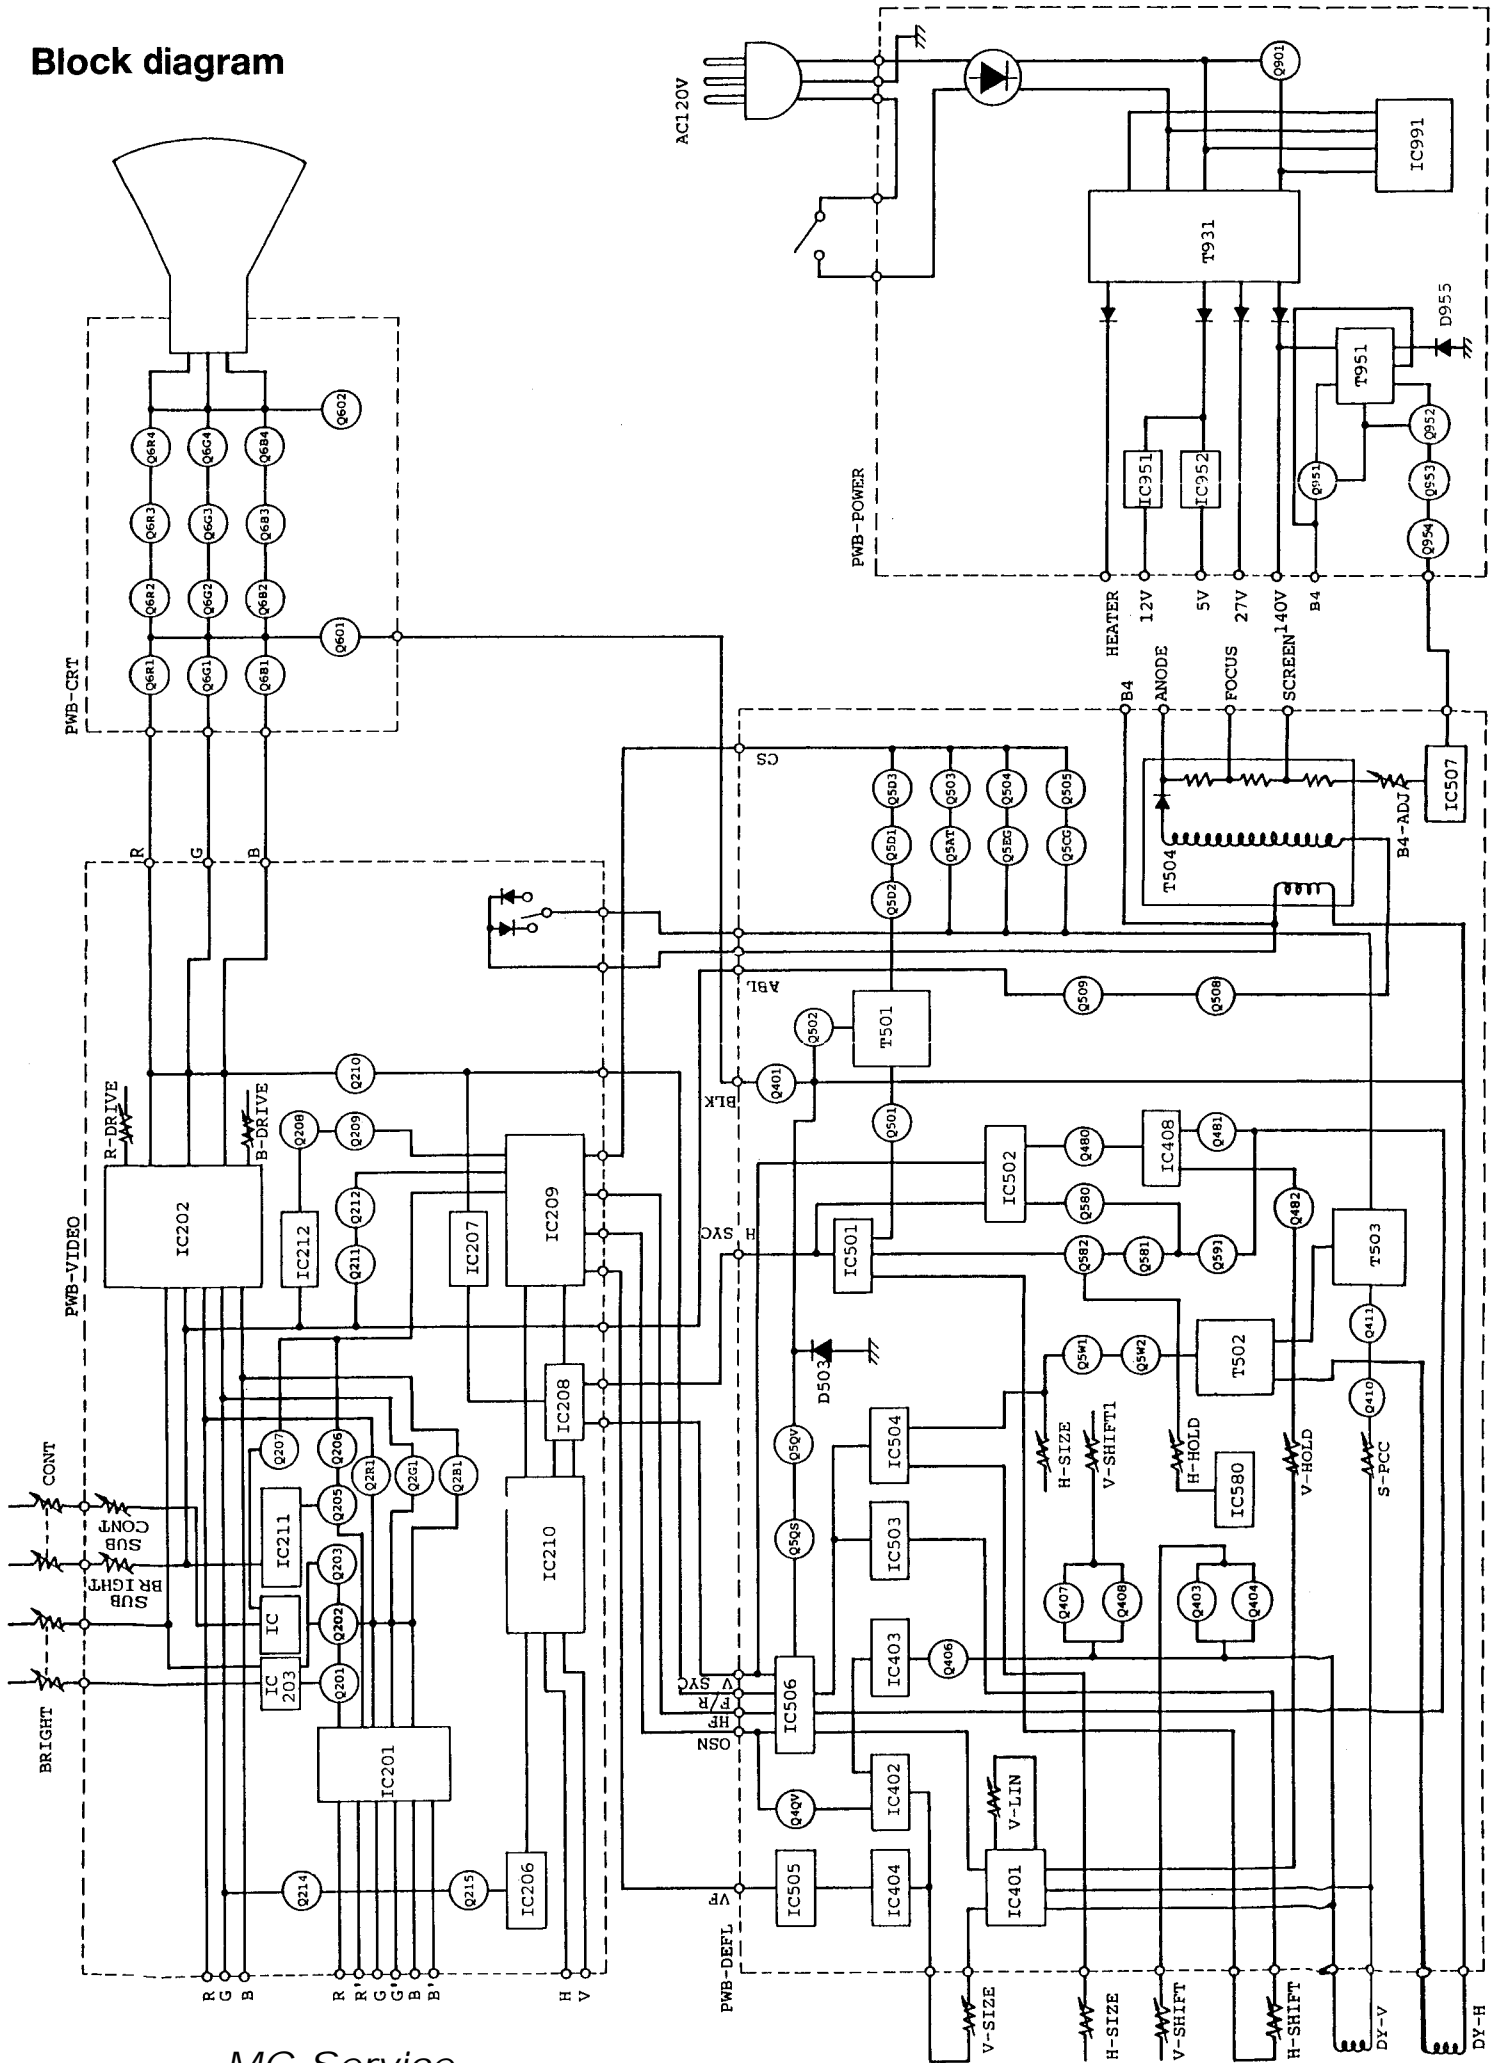 Block diagram
AC120V
Q901
IC991
T931
D955
T951
Q952
Q951
Q953
Q954
IC951
IC952
PWB-POWER
HEATER
12V
5V
27V
140V
B4
PWB-CRT
Q602
Q6R4
Q6G4
Q6B4
Q6R3
Q6G3
Q6B3
Q6R2
Q6G2
Q6B2
Q601
Q6R1
Q6G1
Q6B1
R
G
B
PWB-VIDEO
R-DRIVE
B-DRIVE
Q210
Q208
Q209
IC202
IC212
Q212
Q211
IC207
IC209
IC208
Q207
Q206
Q2R1
Q2G1
Q2B1
CONT
SUB CONT
SUB BRIGHT
IC211
Q205
Q203
IC
Q202
IC 203
Q201
BRIGHT
IC210
IC201
Q214
Q215
IC206
R
G
B
R
R'
G
G'
B
B'
H
V
PWB-DEFL
CS
ABL
BLK
H SYC
V SYC
F/R
HF
OSN
VF
B4
ANODE
FOCUS
SCREEN
Q5D3
Q503
Q504
Q505
Q5D1
Q5AT
Q5EG
Q5CG
Q5D2
T504
B4-ADJ
IC507
Q509
Q508
Q502
T501
Q401
Q501
IC502
Q480
IC408
Q481
Q580
Q482
IC501
Q582
Q581
Q591
T503
D503
Q5W1
Q5W2
T502
Q411
Q410
Q5QV
IC504
H-SIZE
V-SHIFT1
H-HOLD
IC580
V-HOLD
S-PCC
Q5QS
IC503
Q407
Q408
Q403
Q404
IC403
Q406
IC506
Q4QV
IC402
V-LIN
IC505
IC404
IC401
V-SIZE
H-SIZE
V-SHIFT
H-SHIFT
DY-V
DY-H
MC-Service